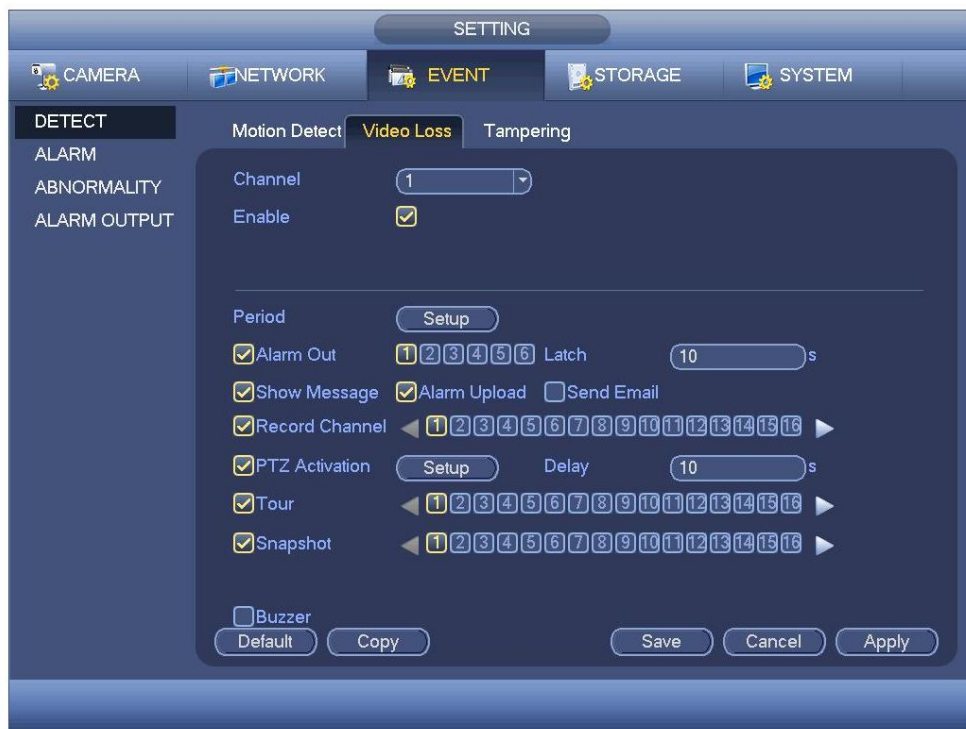 SETTING
CAMERA NETWORK EVENT STORAGE SYSTEM
DETECT
ALARM
ABNORMALITY
ALARM OUTPUT
Motion Detect Video Loss Tampering
Channel 1
Enable
Period Setup
Alarm Out 1 2 3 4 5 6 Latch 10 s
Show Message Alarm Upload Send Email
Record Channel 1 2 3 4 5 6 7 8 9 10 11 12 13 14 15 16
PTZ Activation Setup Delay 10 s
Tour 1 2 3 4 5 6 7 8 9 10 11 12 13 14 15 16
Snapshot 1 2 3 4 5 6 7 8 9 10 11 12 13 14 15 16
Buzzer
Default Copy Save Cancel Apply